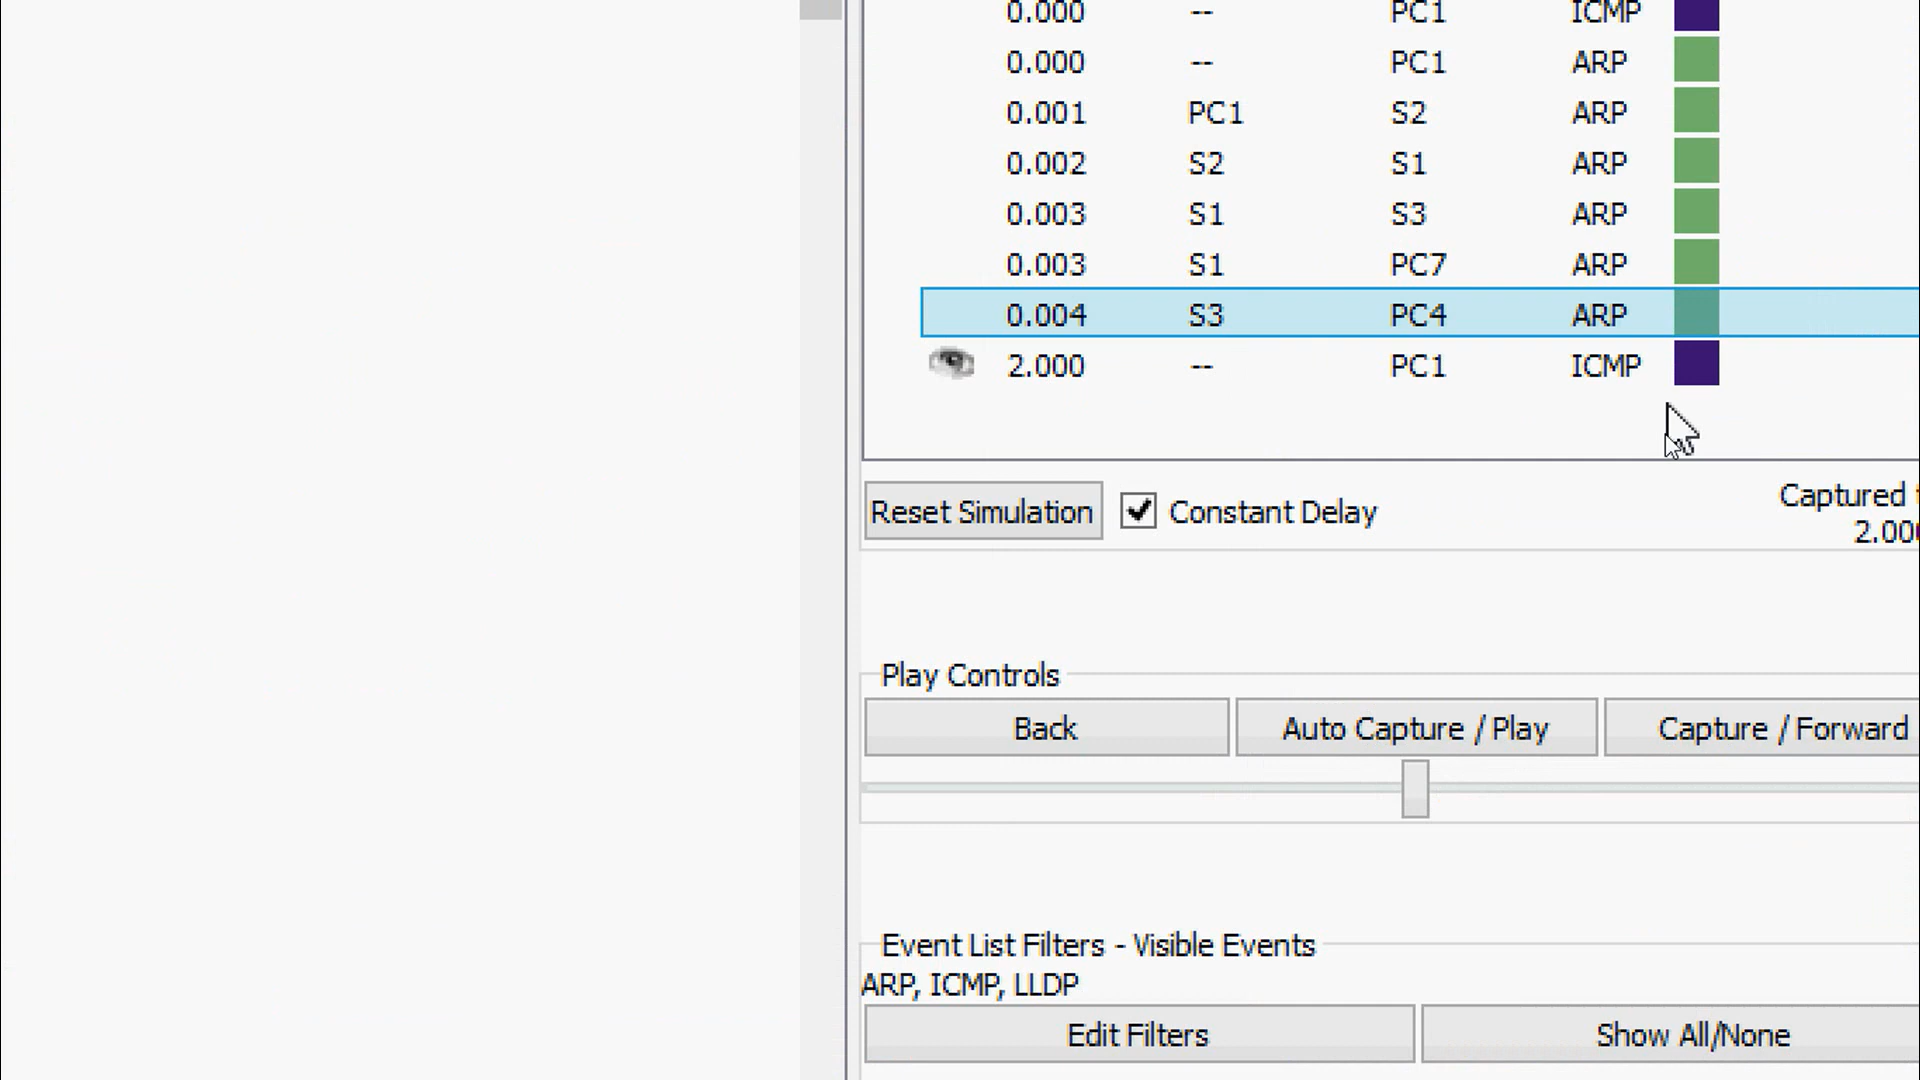 0.000 -- PC1 ICMP
0.000 -- PC1 ARP
0.001 PC1 S2 ARP
0.002 S2 S1 ARP
0.003 S1 S3 ARP
0.003 S1 PC7 ARP
0.004 S3 PC4 ARP
2.000 -- PC1 ICMP
Reset Simulation Constant Delay Captured
2.00
Play Controls
Back Auto Capture / Play Capture / Forward
Event List Filters - Visible Events
ARP, ICMP, LLDP
Edit Filters Show All/None